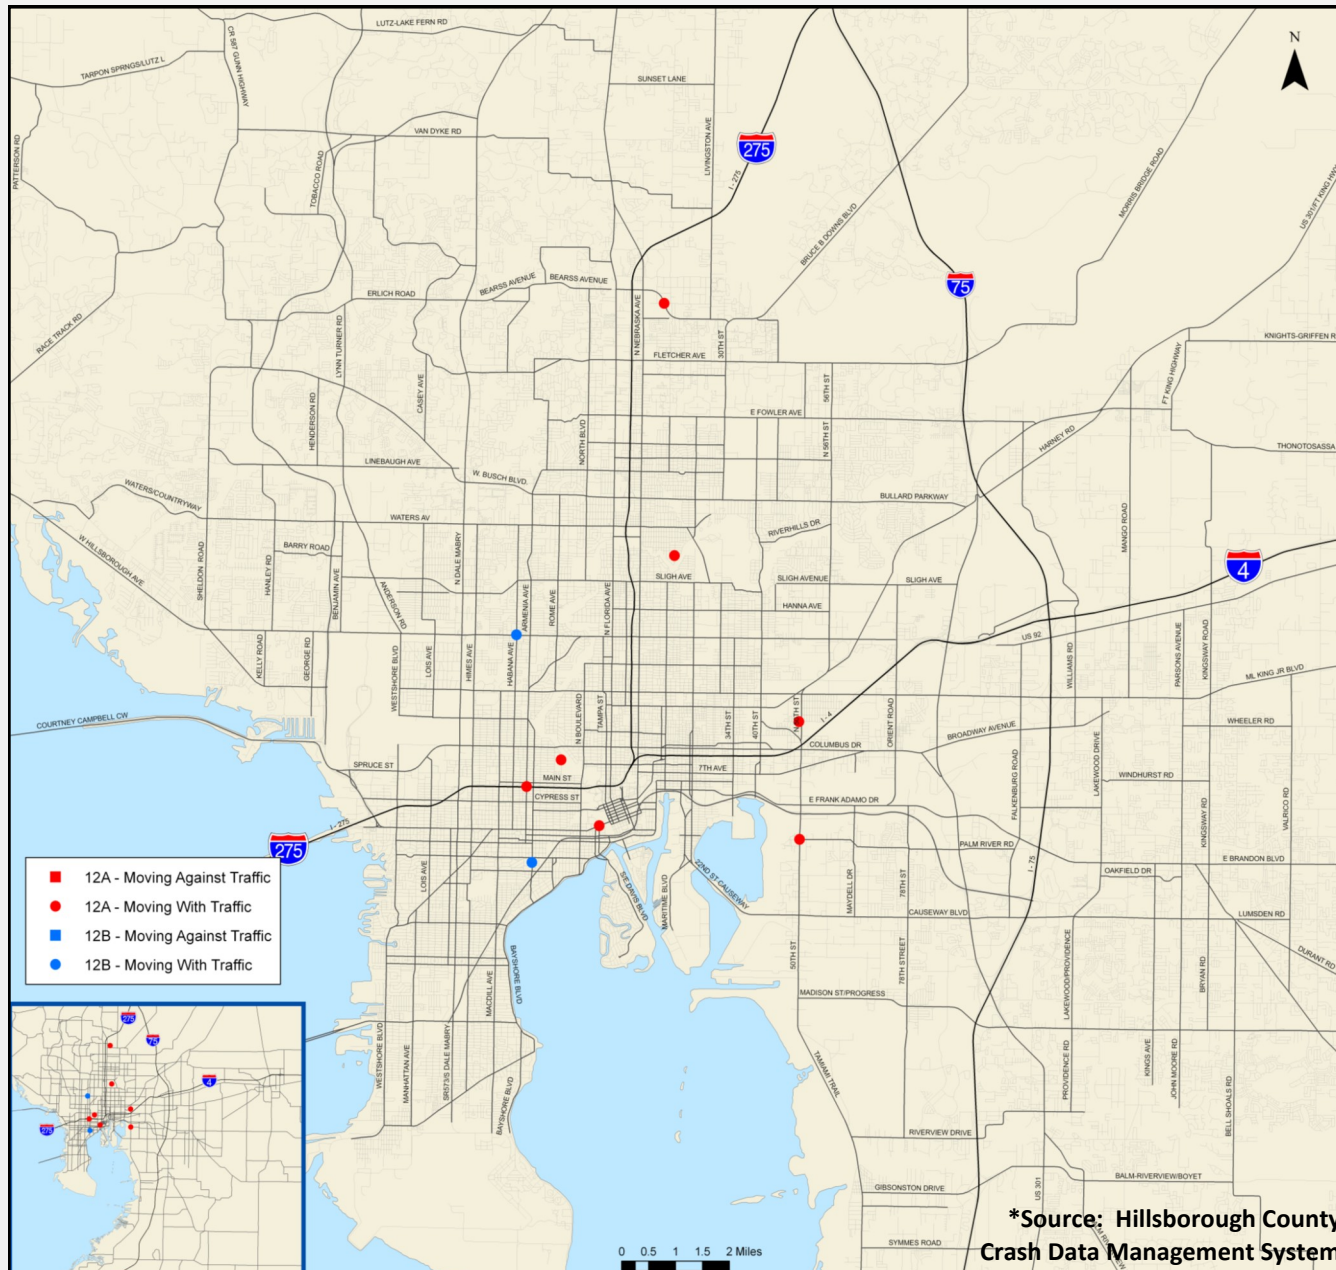 LUTZ-LAKE FERN RD
CR 587 GUNN HIGHWAY
TARPON SPRNGS/LUTZ L
SUNSET LANE
N
275
VAN DYKE RD
LIVINGSTON AVE
I - 275
PATTERSON RD
TOBACCO ROAD
MORRIS BRIDGE ROAD
US 301/FT KING HWY
BRUCE B DOWNS BLVD
BEARSS AVENUE
BEARSS AVENUE
ERLICH ROAD
75
RACE TRACK RD
LYNN TURNER RD
N NEBRASKA AVE
30TH ST
FLETCHER AVE
KNIGHTS-GRIFFEN R
FT KING HIGHWAY
CASEY AVE
56TH ST
HENDERSON RD
E FOWLER AVE
NORTH BLVD
N 56TH ST
HARNEY RD
THONOTOSASSA
LINEBAUGH AVE
W. BUSCH BLVD.
WATERS/COUNTRYWAY
BULLARD PARKWAY
WATERS AV
RIVERHILLS DR
MANGO ROAD
W HILLSBOROUGH AVE
BARRY ROAD
SHELDON ROAD
HANLEY RD
BENJAMIN AVE
N DALE MABRY
4
SLIGH AVE
SLIGH AVENUE
SLIGH AVE
ANDERSON RD
ARMENIA AVE
ROME AVE
N FLORIDA AVE
HANNA AVE
US 92
KELLY ROAD
GEORGE RD
WESTSHORE BLVD
LOIS AVE
HIMES AVE
HABANA AVE
WILLIAMS RD
PARSONS AVENUE
KINGSWAY ROAD
ML KING JR BLVD
COURTNEY CAMPBELL CW
N BOULEVARD
TAMPA ST
34TH ST
40TH ST
I - 4
ORIENT ROAD
BROADWAY AVENUE
WHEELER RD
COLUMBUS DR
SPRUCE ST
MAIN ST
7TH AVE
LAKEWOOD DRIVE
WINDHURST RD
CYPRESS ST
E FRANK ADAMO DR
FALKENBURG ROAD
KINGSWAY RD
VALRICO RD
I - 275
275
PALM RIVER RD
E BRANDON BLVD
12A - Moving Against Traffic
12A - Moving With Traffic
12B - Moving Against Traffic
12B - Moving With Traffic
LOIS AVE
S/E DAVIS BLVD
MARITIME BLVD
22ND ST CAUSEWAY
MAYDELL DR
78TH ST
I - 75
OAKFIELD DR
CAUSEWAY BLVD
LUMSDEN RD
DURANT RD
BAYSHORE BLVD
50TH ST
78TH STREET
LAKEWOOD/PROVIDENCE
BRYAN RD
MACDILL AVE
MADISON ST/PROGRESS
275
75
4
275
WESTSHORE BLVD
MANHATTAN AVE
SR573/S DALE MABRY
BAYSHORE BLVD
TAMIAMI TRAIL
PROVIDENCE RD
KINGS AVE
JOHN MOORE RD
BELL SHOALS RD
RIVERVIEW DRIVE
GIBSONSTON DRIVE
US 301
BALM-RIVERVIEW/BOYET
SYMMES ROAD
0 0.5 1 1.5 2 Miles
*Source: Hillsborough County
Crash Data Management System